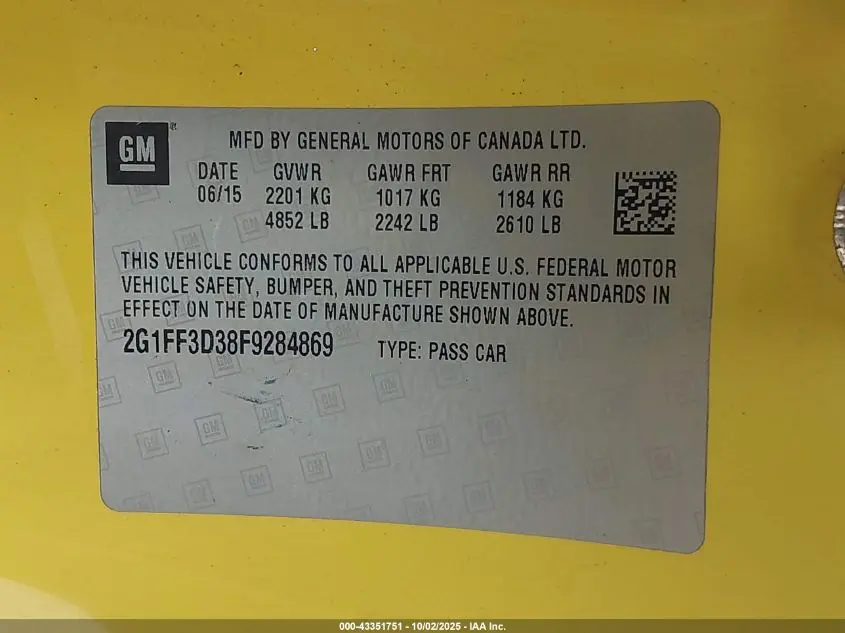 GM
MFD BY GENERAL MOTORS OF CANADA LTD.
DATE GVWR GAWR FRT GAWR RR
06/15 2201 KG 1017 KG 1184 KG
4852 LB 2242 LB 2610 LB
THIS VEHICLE CONFORMS TO ALL APPLICABLE U.S. FEDERAL MOTOR
VEHICLE SAFETY, BUMPER, AND THEFT PREVENTION STANDARDS IN
EFFECT ON THE DATE OF MANUFACTURE SHOWN ABOVE.
2G1FF3D38F9284869 TYPE: PASS CAR
000-43351751 - 10/02/2025 - IAA Inc.